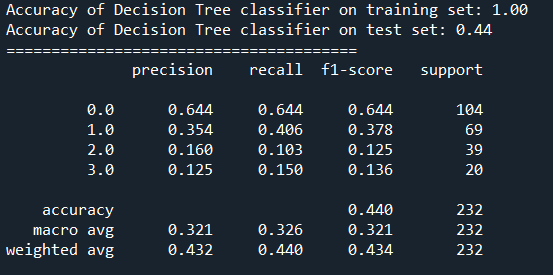 Accuracy of Decision Tree classifier on training set: 1.00
Accuracy of Decision Tree classifier on test set: 0.44
=======================================
precision recall f1-score support
0.0 0.644 0.644 0.644 104
1.0 0.354 0.406 0.378 69
2.0 0.160 0.103 0.125 39
3.0 0.125 0.150 0.136 20
accuracy 0.440 232
macro avg 0.321 0.326 0.321 232
weighted avg 0.432 0.440 0.434 232